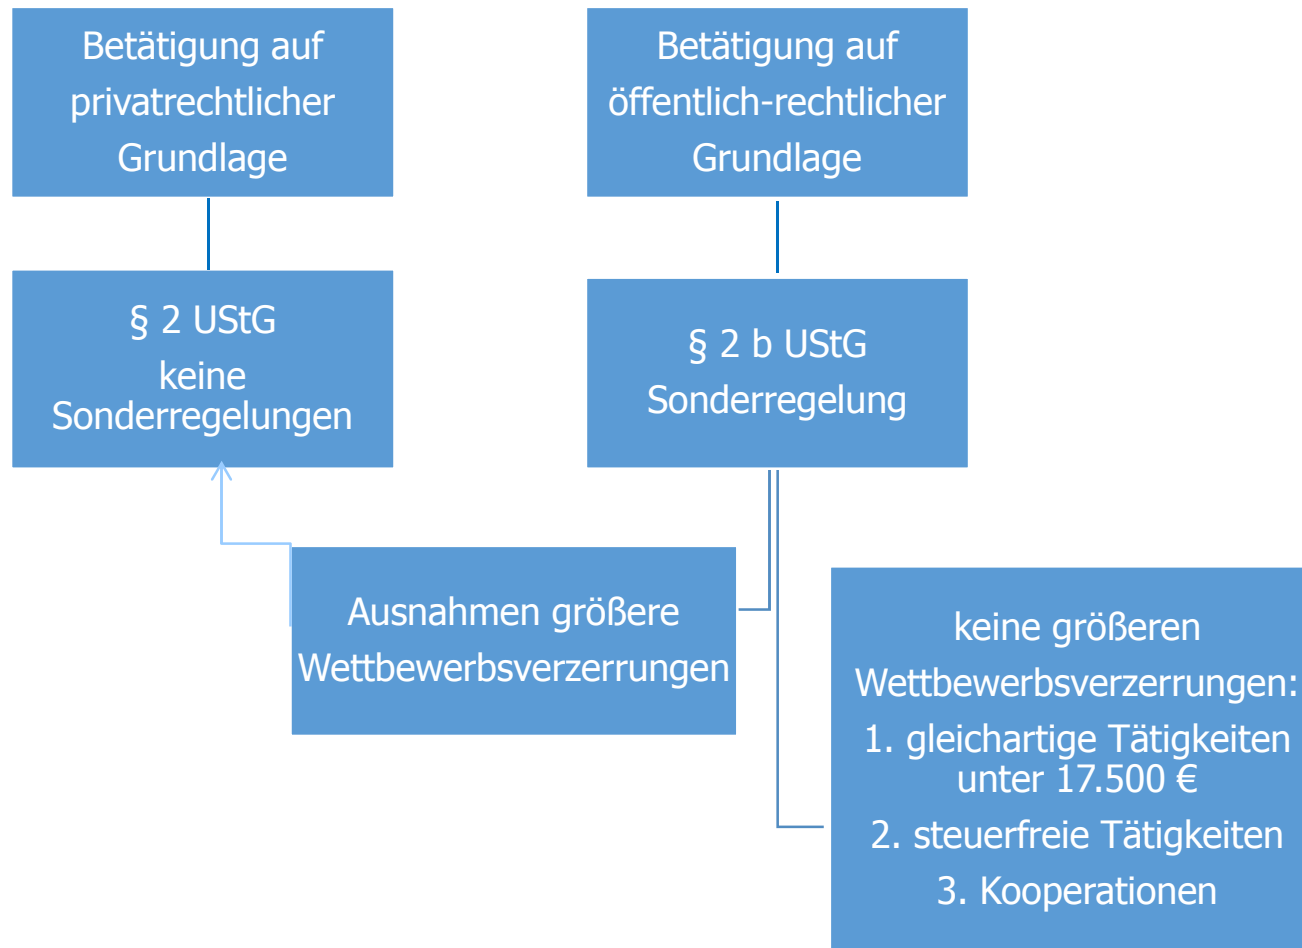 Betätigung auf
privatrechtlicher
Grundlage
Betätigung auf
öffentlich-rechtlicher
Grundlage
§ 2 UStG
keine
Sonderregelungen
§ 2 b UStG
Sonderregelung
Ausnahmen größere
Wettbewerbsverzerrungen
keine größeren
Wettbewerbsverzerrungen:
1. gleichartige Tätigkeiten
unter 17.500 €
2. steuerfreie Tätigkeiten
3. Kooperationen